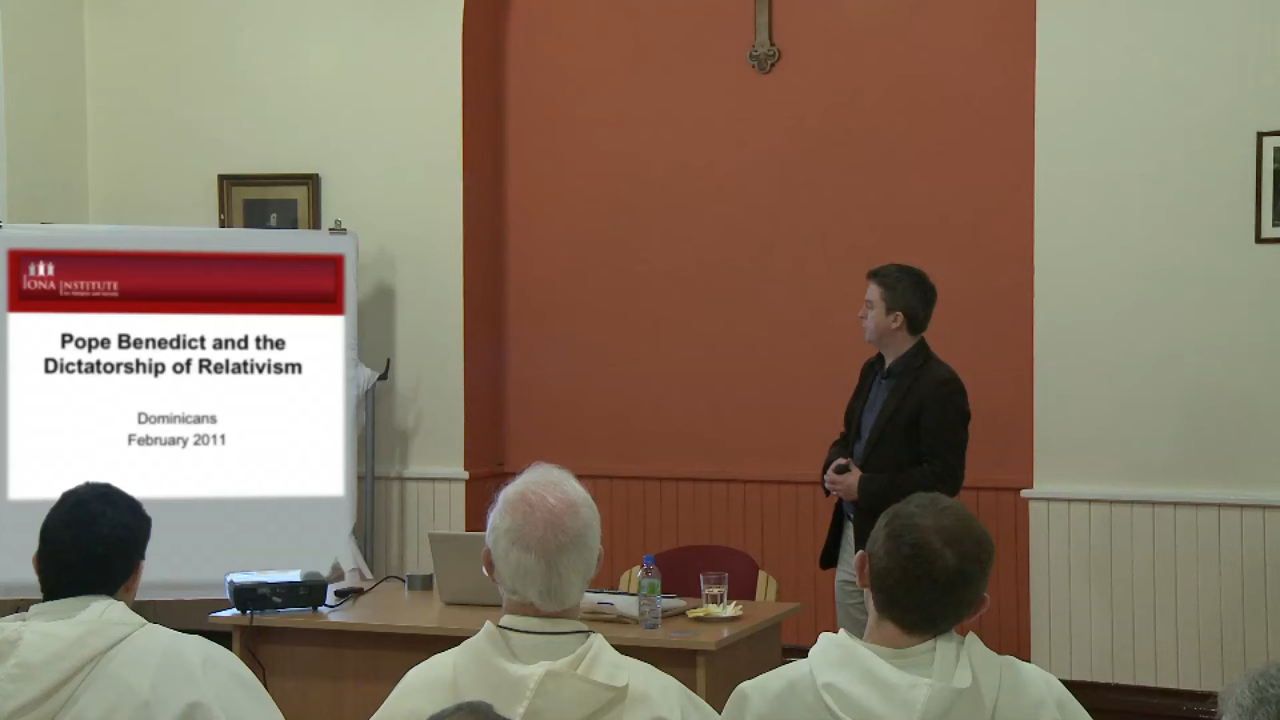 IONA INSTITUTE
Pope Benedict and the
Dictatorship of Relativism
Dominicans
February 2011